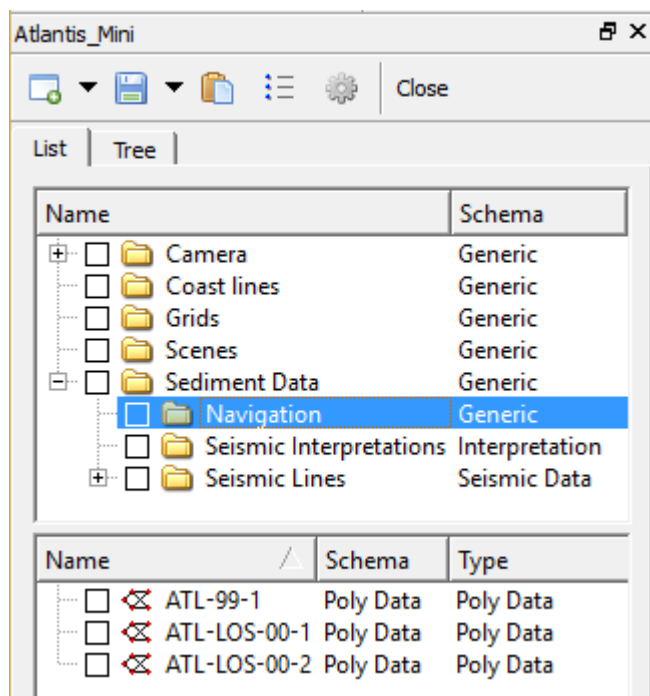 Atlantis_Mini
Close
List Tree
Name Schema
Camera Generic
Coast lines Generic
Grids Generic
Scenes Generic
Sediment Data Generic
Navigation Generic
Seismic Interpretations Interpretation
Seismic Lines Seismic Data
Name Schema Type
ATL-99-1 Poly Data Poly Data
ATL-LOS-00-1 Poly Data Poly Data
ATL-LOS-00-2 Poly Data Poly Data